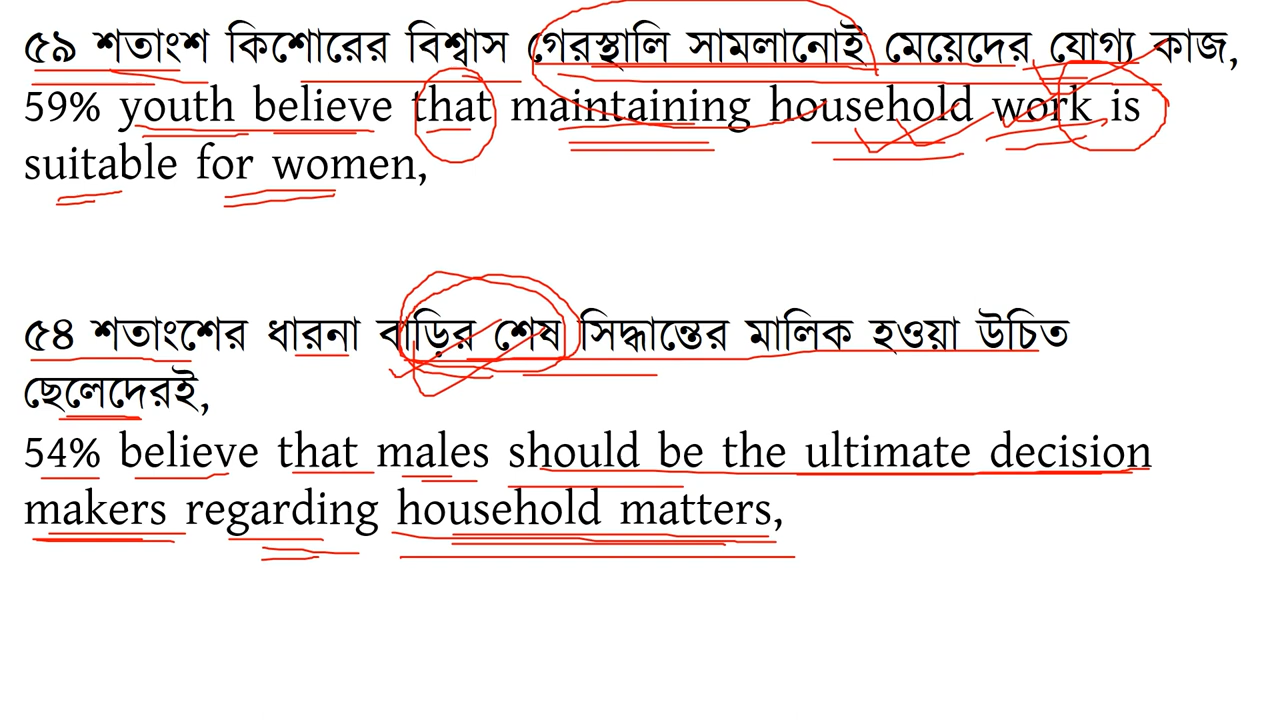 ৫৯ শতাংশ কিশোরের বিশ্বাস গেরস্থালি সামলানোই মেয়েদের যোগ্য কাজ,
59% youth believe that maintaining household work is
suitable for women,
৫৪ শতাংশের ধারনা বাড়ির শেষ সিদ্ধান্তের মালিক হওয়া উচিত
ছেলেদেরই,
54% believe that males should be the ultimate decision
makers regarding household matters,